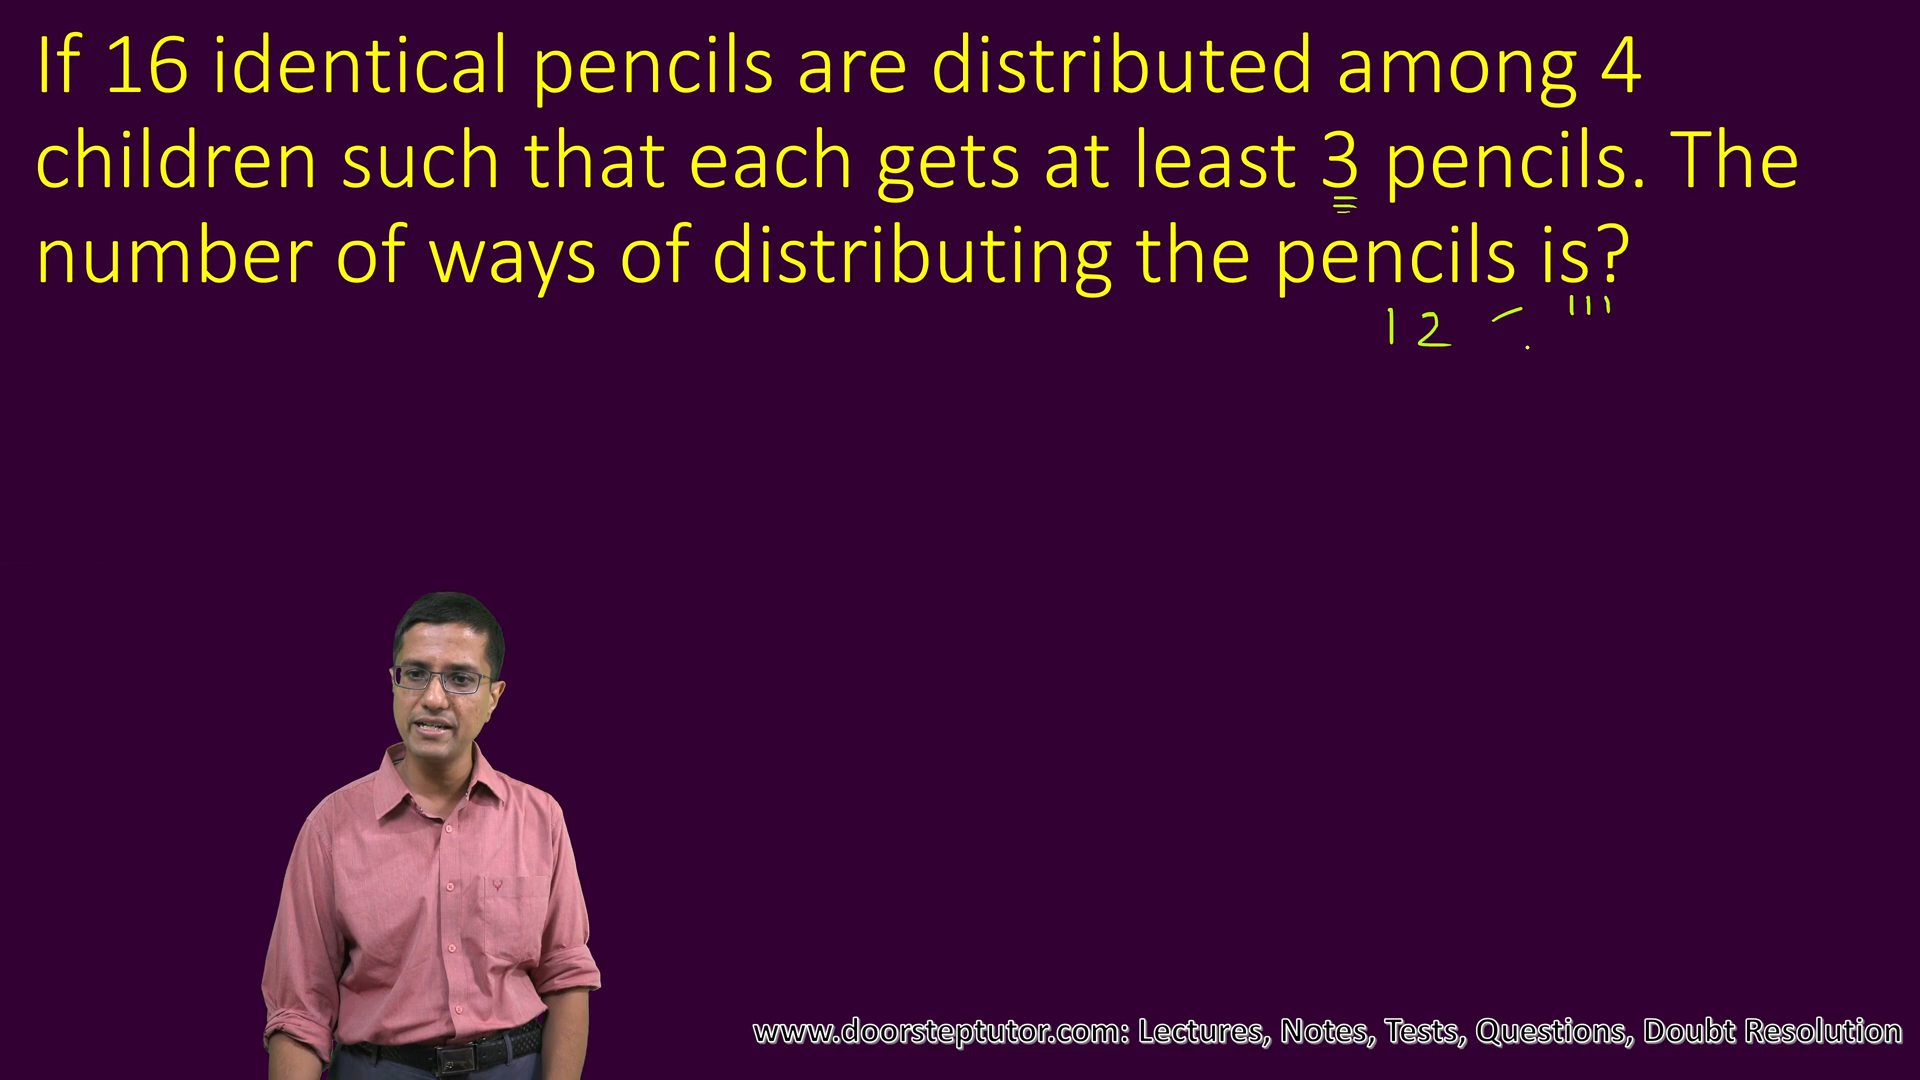 If 16 identical pencils are distributed among 4
children such that each gets at least 3 pencils. The
number of ways of distributing the pencils is?
12
www.doorsteptutor.com: Lectures, Notes, Tests, Questions, Doubt Resolution